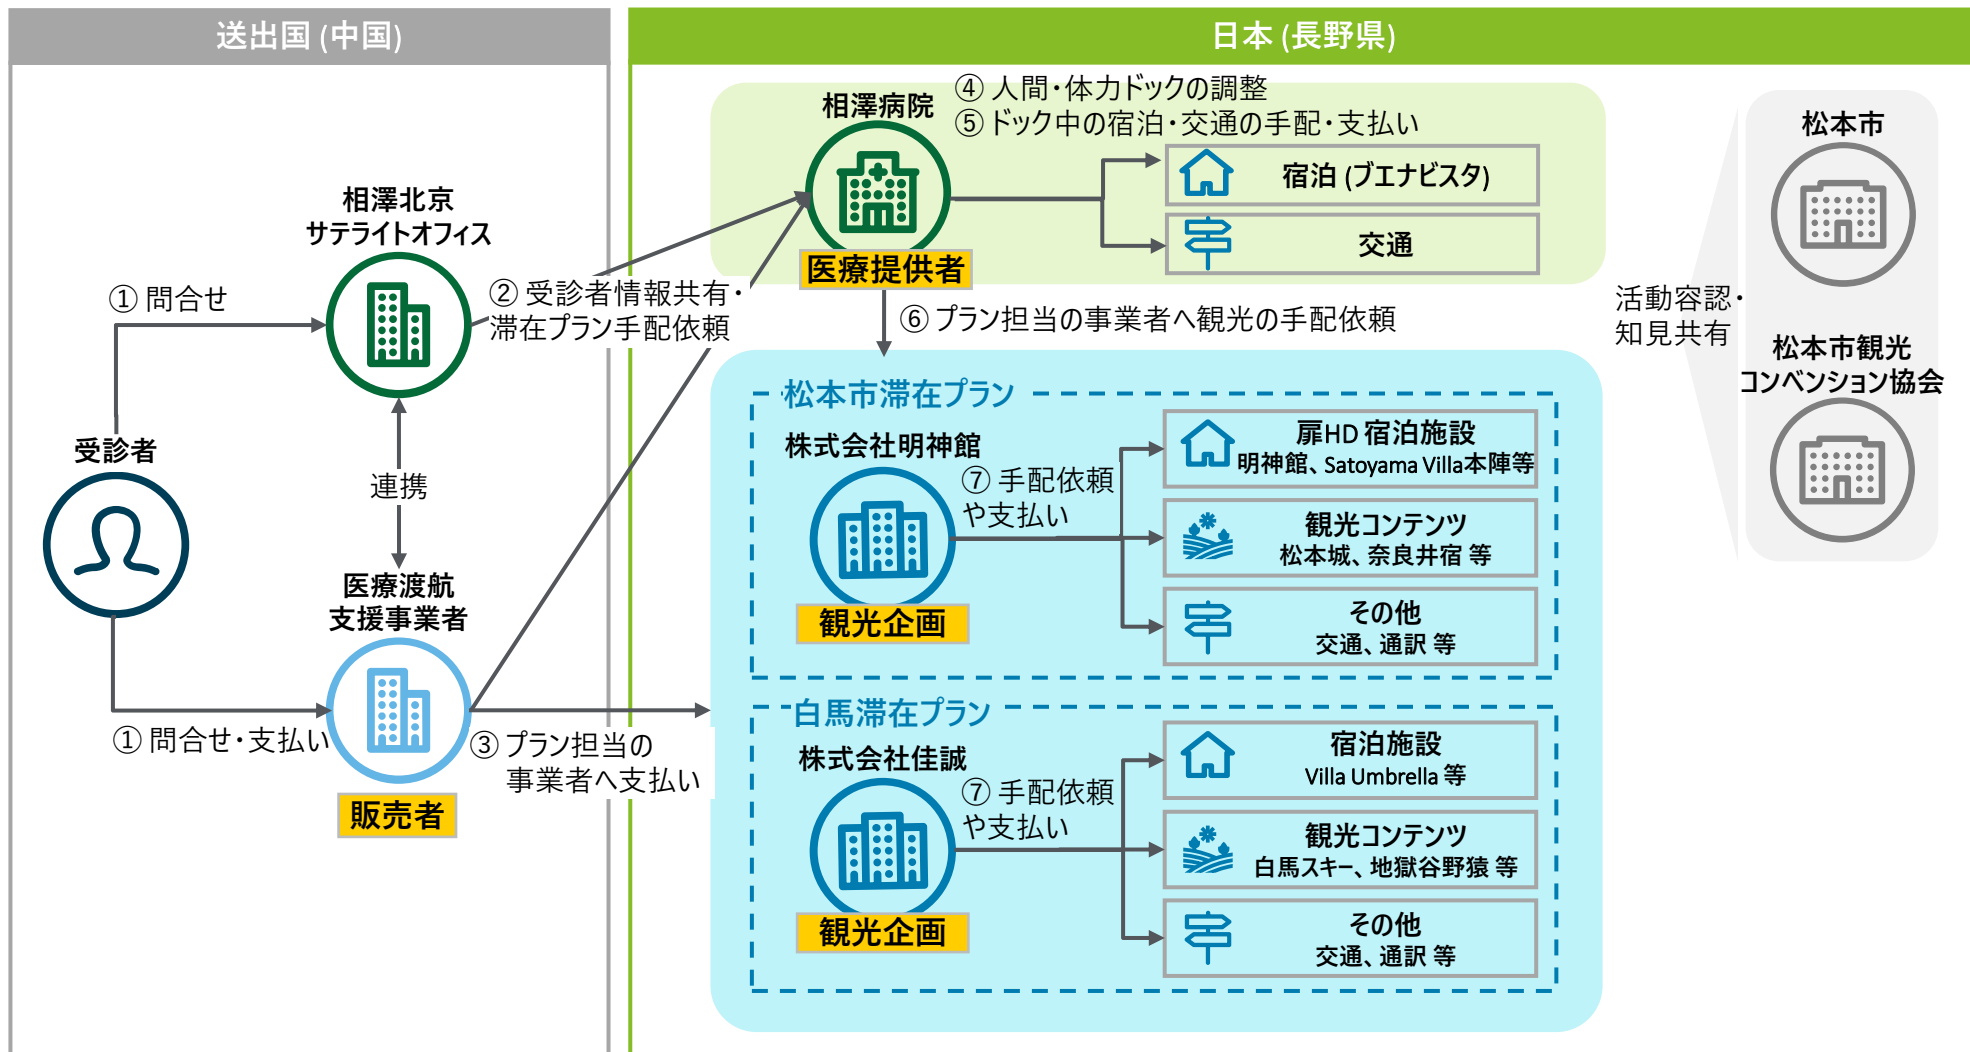 送出国 (中国)
日本 (長野県)
相澤病院
④ 人間・体力ドックの調整
⑤ ドック中の宿泊・交通の手配・支払い
宿泊 (ブエナビスタ)
交通
医療提供者
松本市
松本市観光
コンベンション協会
活動容認・
知見共有
相澤北京
サテライトオフィス
① 問合せ
② 受診者情報共有・
滞在プラン手配依頼
⑥ プラン担当の事業者へ観光の手配依頼
受診者
連携
医療渡航
支援事業者
① 問合せ・支払い
販売者
③ プラン担当の
事業者へ支払い
松本市滞在プラン
株式会社明神館
⑦ 手配依頼
や支払い
観光企画
扉HD 宿泊施設
明神館、Satoyama Villa本陣等
観光コンテンツ
松本城、奈良井宿 等
その他
交通、通訳 等
白馬滞在プラン
株式会社佳誠
⑦ 手配依頼
や支払い
観光企画
宿泊施設
Villa Umbrella 等
観光コンテンツ
白馬スキー、地獄谷野猿 等
その他
交通、通訳 等